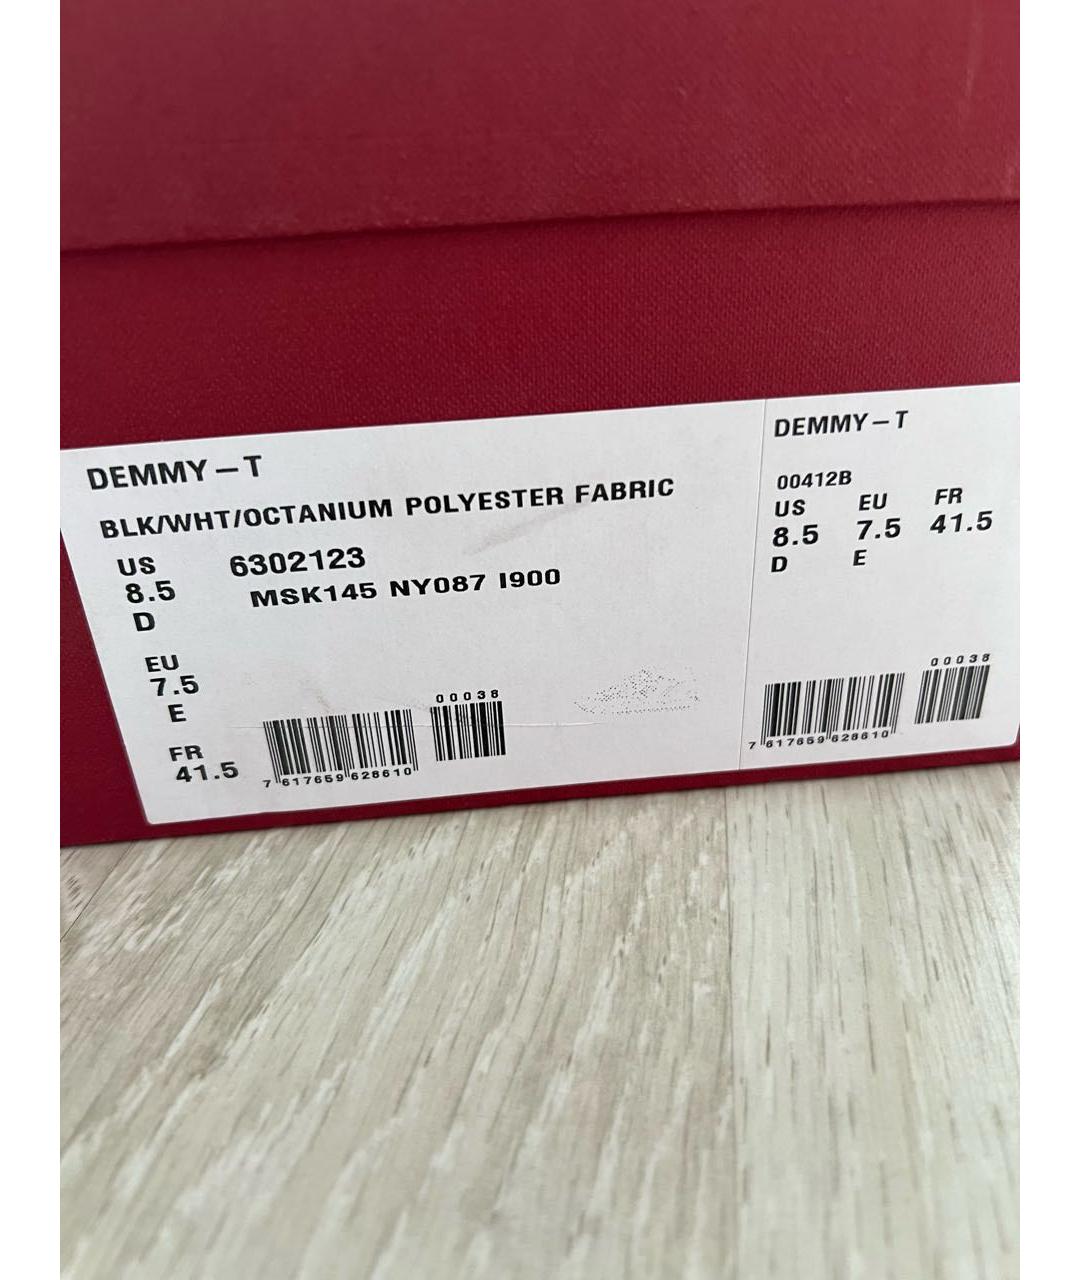 DEMMY–T
BLK/WHT/OCTANIUM POLYESTER FABRIC
US 6302123
8.5 MSK145 NY087 I900
D
EU
7.5
E
FR
41.5
00038
7 617659 628610
DEMMY–T
00412B
US EU FR
8.5 7.5 41.5
D E
00038
7 617659 628610